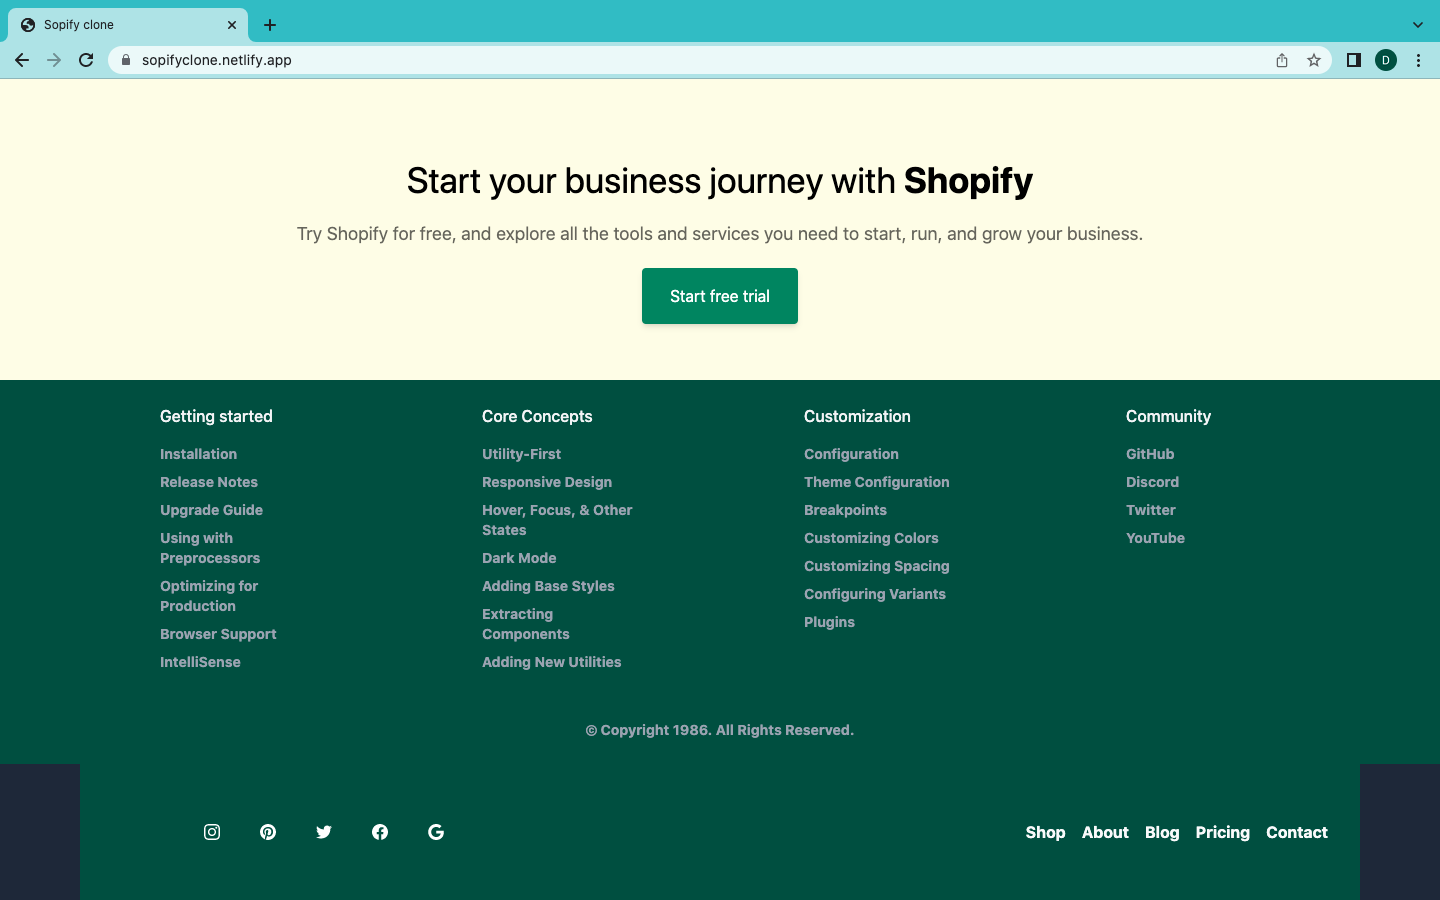 Sopify clone
sopifyclone.netlify.app
D
Start your business journey with Shopify
Try Shopify for free, and explore all the tools and services you need to start, run, and grow your business.
Start free trial
Getting started
Installation
Release Notes
Upgrade Guide
Using with
Preprocessors
Optimizing for
Production
Browser Support
IntelliSense
Core Concepts
Utility-First
Responsive Design
Hover, Focus, & Other
States
Dark Mode
Adding Base Styles
Extracting
Components
Adding New Utilities
Customization
Configuration
Theme Configuration
Breakpoints
Customizing Colors
Customizing Spacing
Configuring Variants
Plugins
Community
GitHub
Discord
Twitter
YouTube
© Copyright 1986. All Rights Reserved.
Shop About Blog Pricing Contact